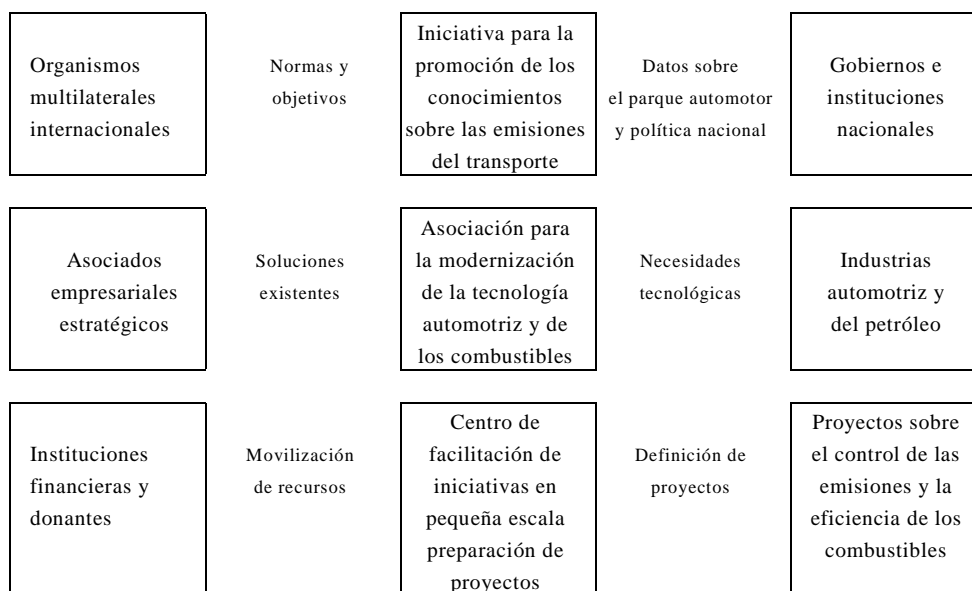 Organismos
multilaterales
internacionales
Normas y
objetivos
Iniciativa para la
promoción de los
conocimientos
sobre las emisiones
del transporte
Datos sobre
el parque automotor
y política nacional
Gobiernos e
instituciones
nacionales
Asociados
empresariales
estratégicos
Soluciones
existentes
Asociación para
la modernización
de la tecnología
automotriz y de
los combustibles
Necesidades
tecnológicas
Industrias
automotriz y
del petróleo
Instituciones
financieras y
donantes
Movilización
de recursos
Centro de
facilitación de
iniciativas en
pequeña escala
preparación de
proyectos
Definición de
proyectos
Proyectos sobre
el control de las
emisiones y la
eficiencia de los
combustibles